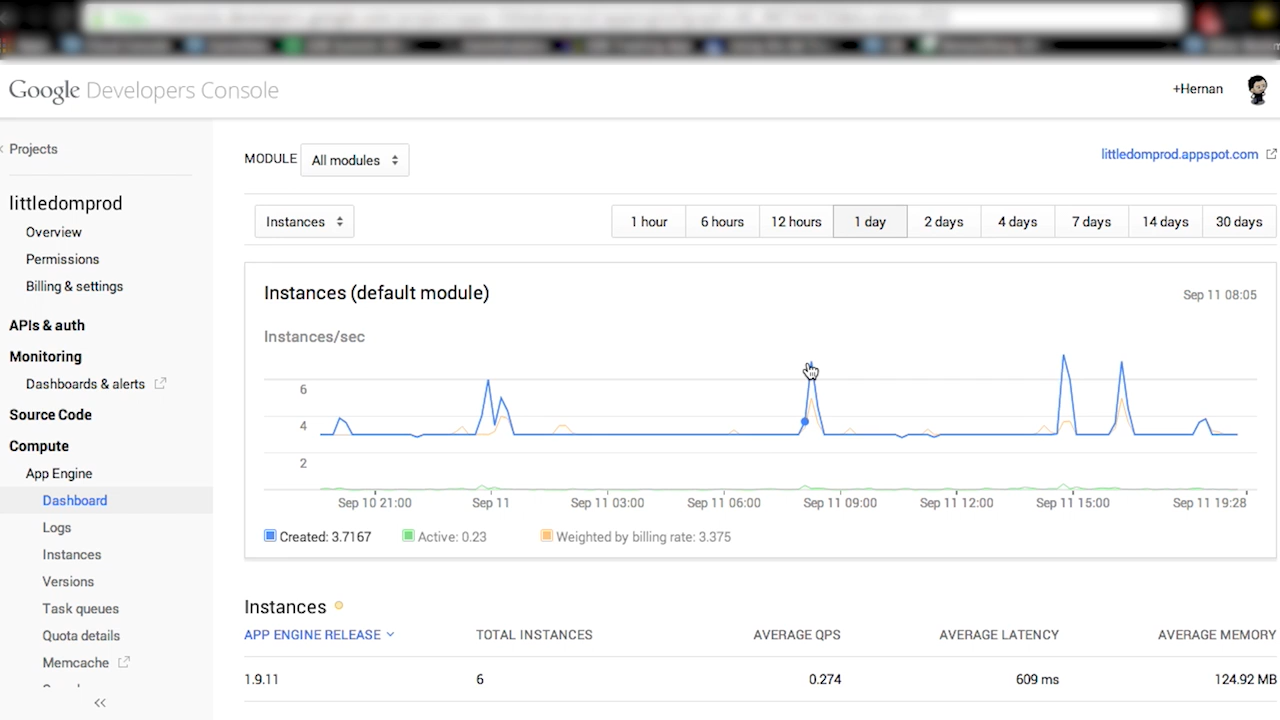 Google Developers Console
+Hernan
Projects
MODULE All modules
littledomprod.appspot.com
littledomprod
Overview
Permissions
Billing & settings
APIs & auth
Monitoring
Dashboards & alerts
Source Code
Compute
App Engine
Dashboard
Logs
Instances
Versions
Task queues
Quota details
Memcache
Instances
1 hour 6 hours 12 hours 1 day 2 days 4 days 7 days 14 days 30 days
Instances (default module)
Sep 11 08:05
Instances/sec
6
4
2
Sep 10 21:00 Sep 11 Sep 11 03:00 Sep 11 06:00 Sep 11 09:00 Sep 11 12:00 Sep 11 15:00 Sep 11 19:28
Created: 3.7167 Active: 0.23 Weighted by billing rate: 3.375
Instances
APP ENGINE RELEASE TOTAL INSTANCES AVERAGE QPS AVERAGE LATENCY AVERAGE MEMORY
1.9.11 6 0.274 609 ms 124.92 MB